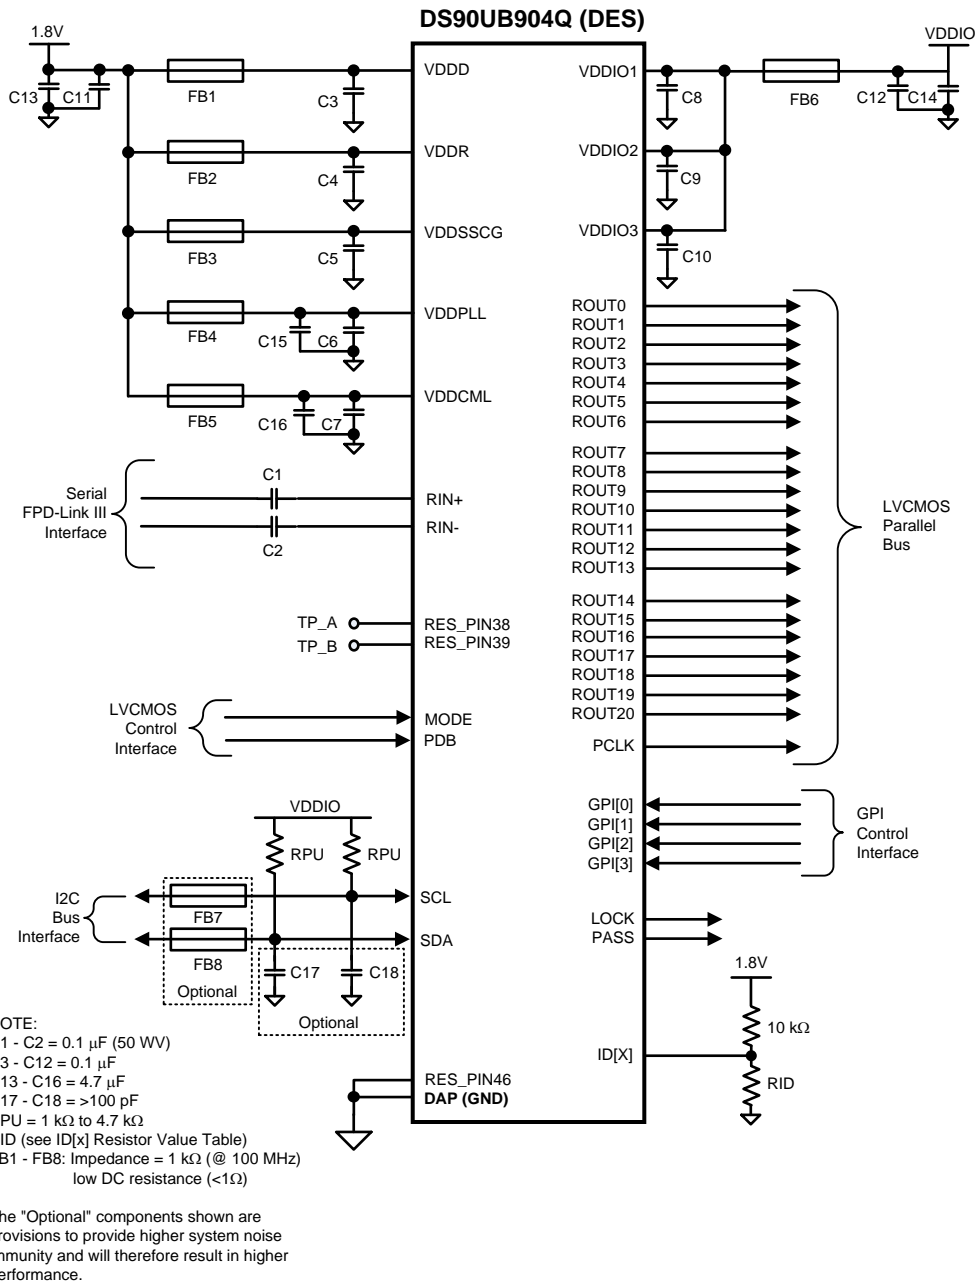 DS90UB904Q (DES)
1.8V
VDDIO
VDDD
VDDIO1
C13
C11
FB1
C3
C8
FB6
C12
C14
VDDR
VDDIO2
FB2
C4
C9
VDDSSCG
VDDIO3
FB3
C5
C10
VDDPLL
FB4
C15
C6
VDDCML
FB5
C16
C7
ROUT0
ROUT1
ROUT2
ROUT3
ROUT4
ROUT5
ROUT6
ROUT7
ROUT8
ROUT9
ROUT10
ROUT11
ROUT12
ROUT13
ROUT14
ROUT15
ROUT16
ROUT17
ROUT18
ROUT19
ROUT20
PCLK
LVCMOS
Parallel
Bus
Serial
FPD-Link III
Interface
C1
C2
RIN+
RIN-
TP_A
TP_B
RES_PIN38
RES_PIN39
LVCMOS
Control
Interface
MODE
PDB
GPI[0]
GPI[1]
GPI[2]
GPI[3]
GPI
Control
Interface
VDDIO
RPU
RPU
I2C
Bus
Interface
FB7
FB8
Optional
SCL
SDA
C17
C18
Optional
LOCK
PASS
1.8V
10 kΩ
ID[X]
RID
RES_PIN46
DAP (GND)
OTE:
1 - C2 = 0.1 μF (50 WV)
3 - C12 = 0.1 μF
13 - C16 = 4.7 μF
17 - C18 = >100 pF
PU = 1 kΩ to 4.7 kΩ
ID (see ID[x] Resistor Value Table)
B1 - FB8: Impedance = 1 kΩ (@ 100 MHz)
low DC resistance (<1Ω)
he "Optional" components shown are
rovisions to provide higher system noise
mmunity and will therefore result in higher
erformance.